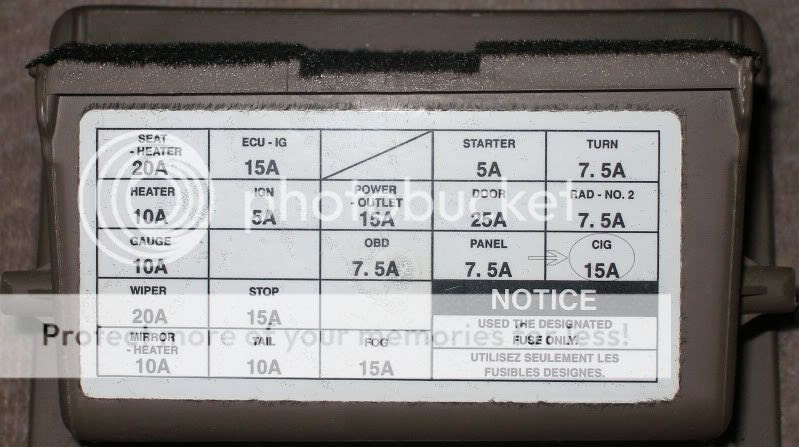 SEAT
- HEATER
20A
ECU - IG
15A
STARTER
5A
TURN
7. 5A
HEATER
10A
IGN
5A
POWER
- OUTLET
15A
DOOR
25A
RAD - NO. 2
7. 5A
GAUGE
10A
OBD
7. 5A
PANEL
7. 5A
CIG
15A
WIPER
20A
STOP
15A
NOTICE
USED THE DESIGNATED
FUSE ONLY.
UTILISEZ SEULEMENT LES
FUSIBLES DESIGNES.
MIRROR
- HEATER
10A
TAIL
10A
FOG
15A
photobucket
Protect more of your memories for less!